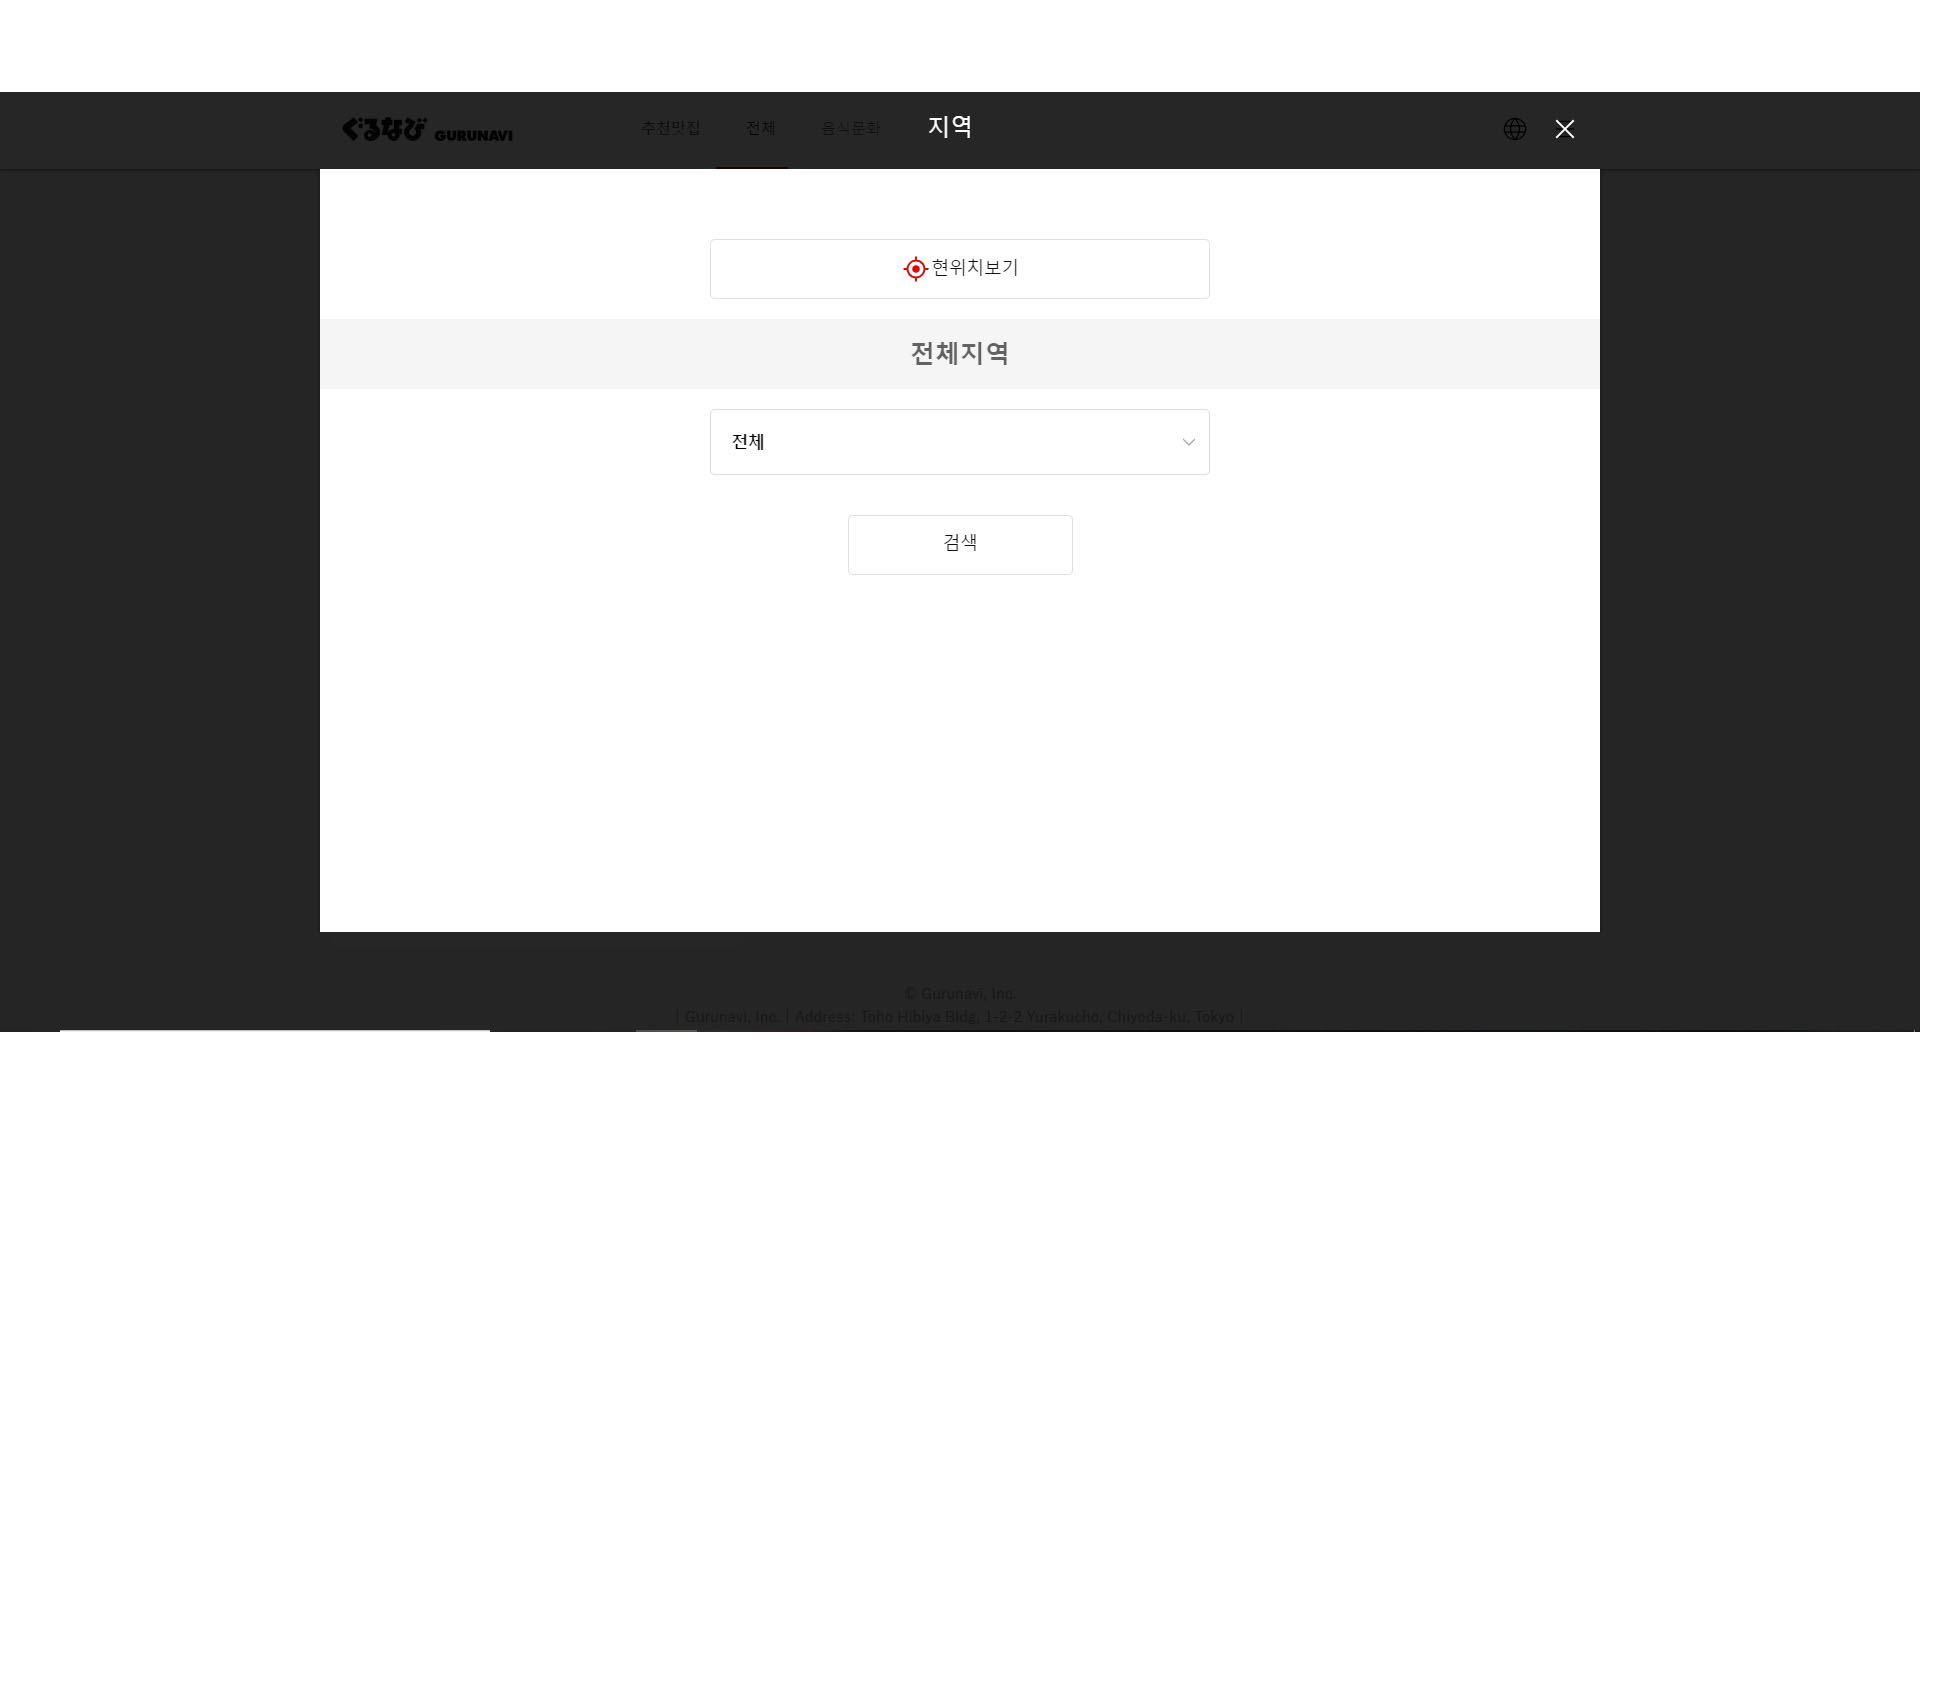 ぐるなび GURUNAVI 추천맛집 전체 음식문화 지역
현위치보기
전체지역
전체
검색
© Gurunavi, Inc.
| Gurunavi, Inc. | Address: Toho Hibiya Bldg, 1-2-2 Yurakucho, Chiyoda-ku, Tokyo |